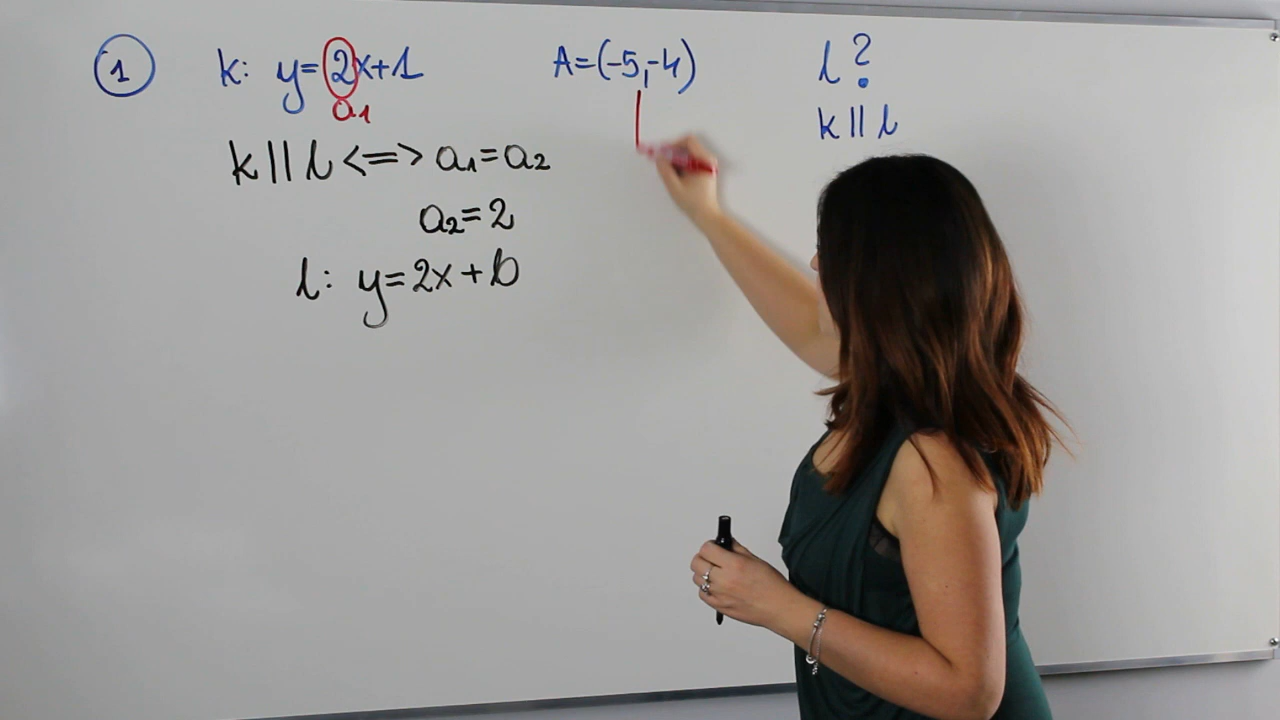 1 k: y=2x+1 A=(-5,-4) l ?
a1 k || l
k || l <=> a1=a2
a2=2
l: y=2x+b